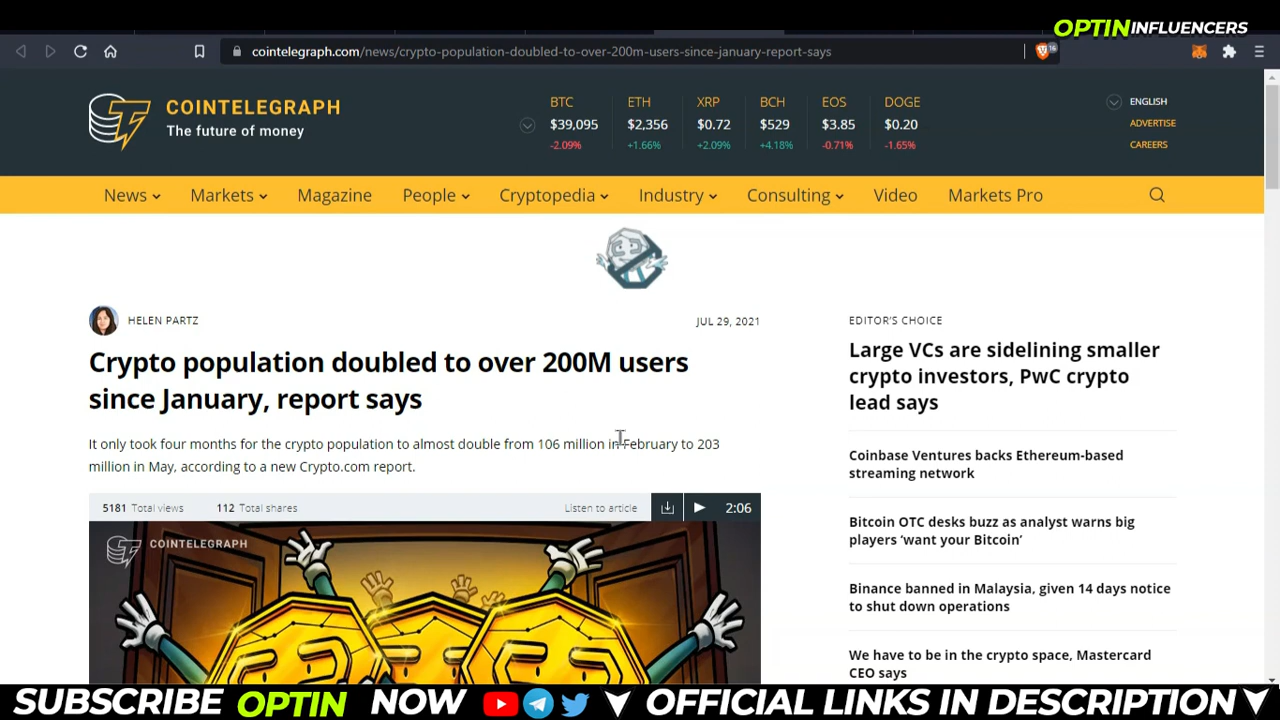 OPTIN INFLUENCERS
cointelegraph.com/news/crypto-population-doubled-to-over-200m-users-since-january-report-says
16
COINTELEGRAPH
The future of money
BTC
$39,095
-2.09%
ETH
$2,356
+1.66%
XRP
$0.72
+2.09%
BCH
$529
+4.18%
EOS
$3.85
-0.71%
DOGE
$0.20
-1.65%
ENGLISH
ADVERTISE
CAREERS
News
Markets
Magazine
People
Cryptopedia
Industry
Consulting
Video
Markets Pro
HELEN PARTZ
JUL 29, 2021
Crypto population doubled to over 200M users
since January, report says
It only took four months for the crypto population to almost double from 106 million in February to 203
million in May, according to a new Crypto.com report.
5181 Total views
112 Total shares
Listen to article
2:06
COINTELEGRAPH
EDITOR'S CHOICE
Large VCs are sidelining smaller
crypto investors, PwC crypto
lead says
Coinbase Ventures backs Ethereum-based
streaming network
Bitcoin OTC desks buzz as analyst warns big
players ‘want your Bitcoin’
Binance banned in Malaysia, given 14 days notice
to shut down operations
We have to be in the crypto space, Mastercard
CEO says
SUBSCRIBE OPTIN NOW OFFICIAL LINKS IN DESCRIPTION